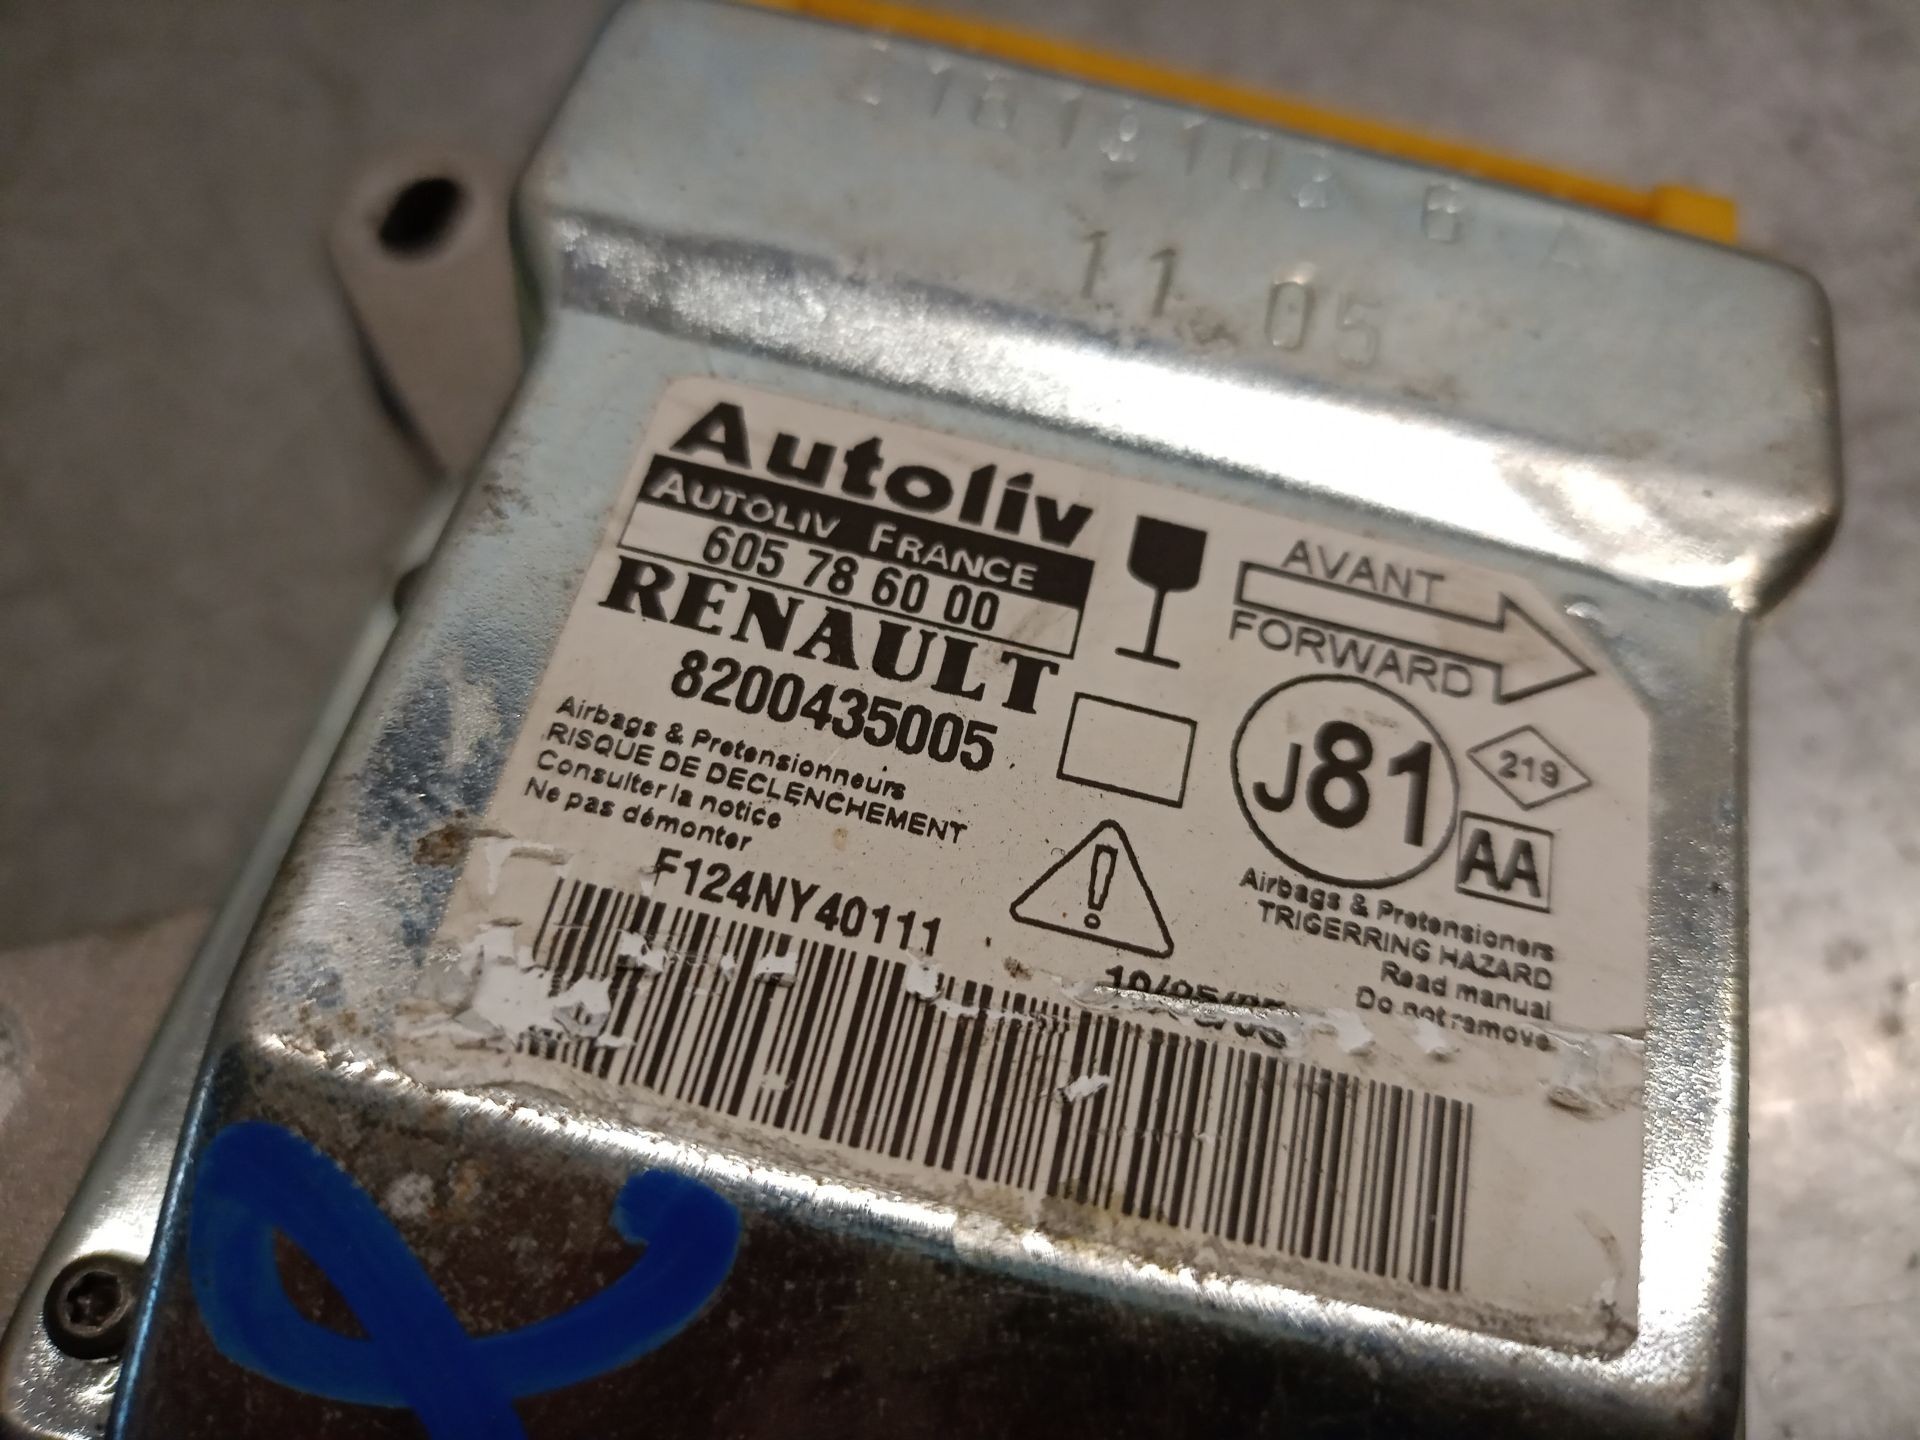 11 05
Autoliv
AUTOLIV FRANCE
605 78 60 00
RENAULT
8200435005
Airbags & Pretensionneurs
RISQUE DE DECLENCHEMENT
Consulter la notice
Ne pas démonter
F124NY40111
AVANT
FORWARD
J81
219
AA
Airbags & Pretensioners
TRIGERRING HAZARD
Read manual
Do not remove